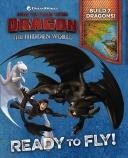 DREAMWORKS
HOW TO TRAIN YOUR
DRAGON
THE HIDDEN WORLD
BUILD 7
DRAGONS!
READY TO FLY!